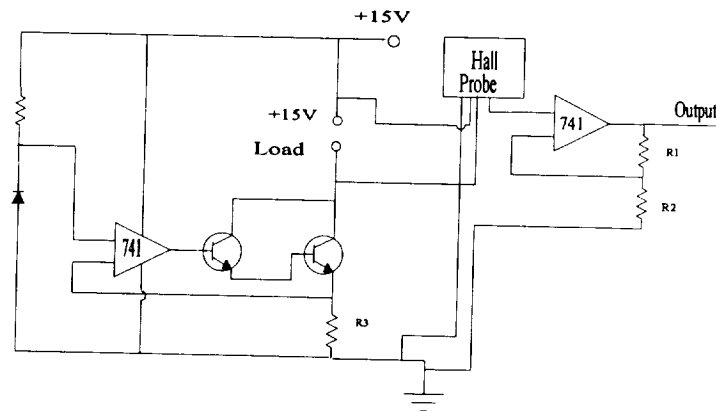 +15V
Hall
Probe
+15V
Load
741
Output
R1
R2
741
R3